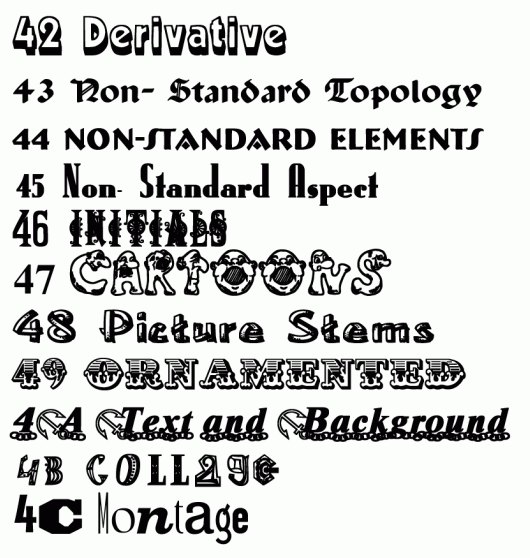 42 Derivative
43 Non- Standard Topology
44 NON-STANDARD ELEMENTS
45 Non- Standard Aspect
46 INITIALS
47 CARTOONS
48 Picture Stems
49 ORNAMENTED
4A Text and Background
4B COLLAge
4C Montage